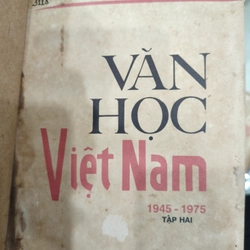 VĂN
HỌC
Việt Nam
1945 - 1975
TẬP HAI